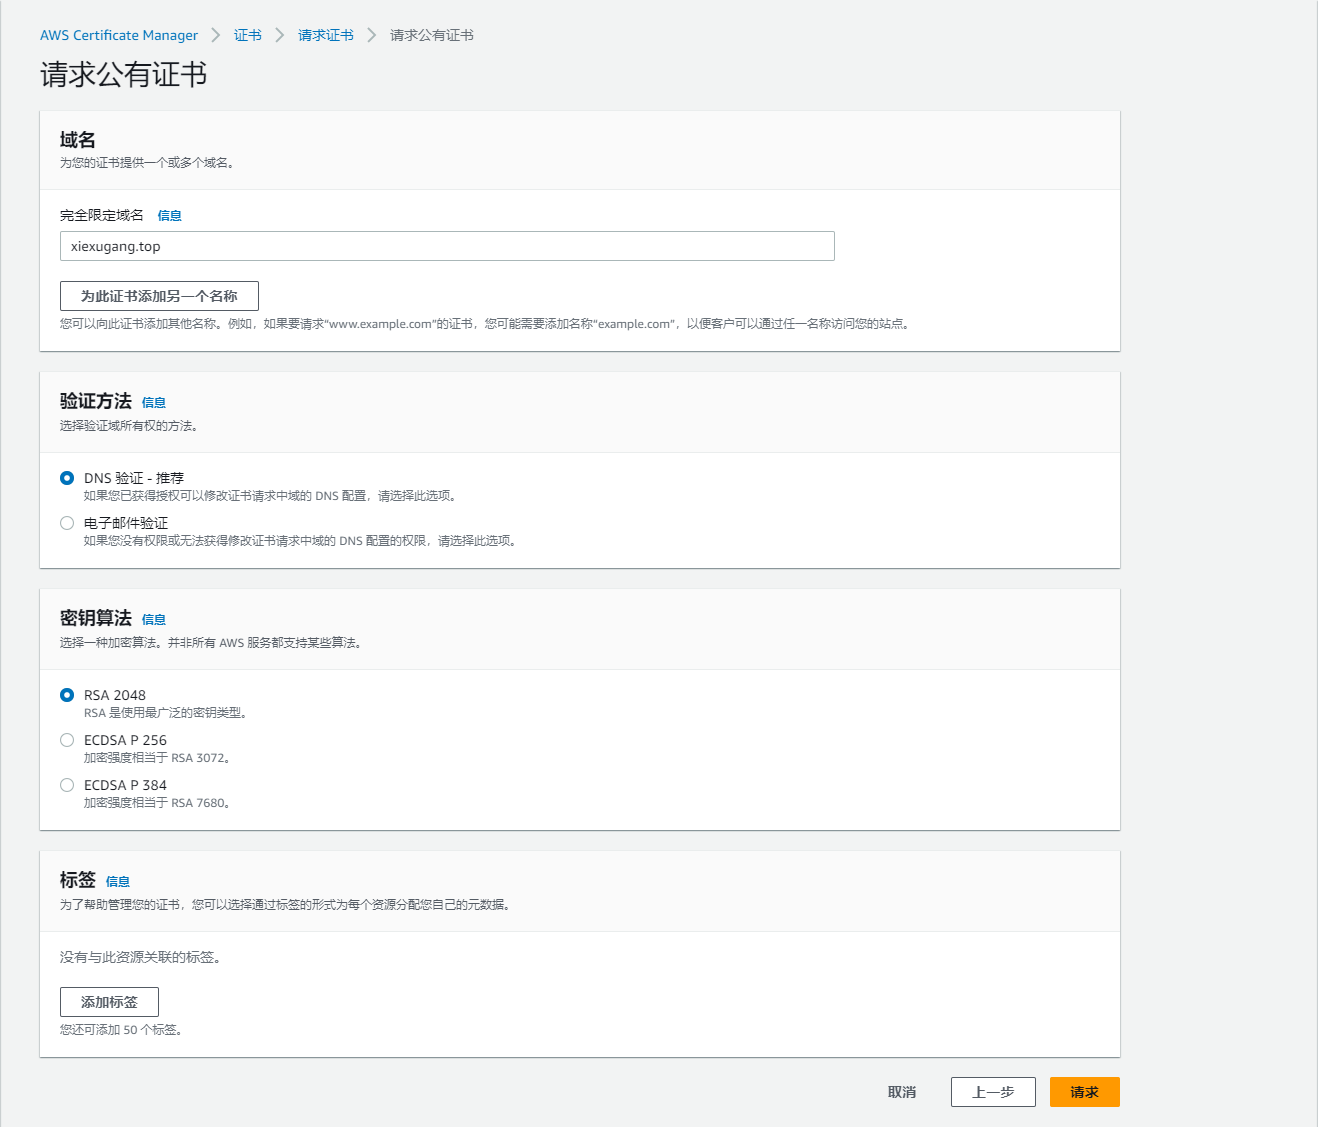 AWS Certificate Manager > 证书 > 请求证书 > 请求公有证书
请求公有证书
域名
为您的证书提供一个或多个域名。
完全限定域名 信息
xiexugang.top
为此证书添加另一个名称
您可以向此证书添加其他名称。例如，如果要请求“www.example.com”的证书，您可能需要添加名称“example.com”，以便客户可以通过任一名称访问您的站点。
验证方法 信息
选择验证域所有权的方法。
DNS 验证 - 推荐
如果您已获得授权可以修改证书请求中域的 DNS 配置，请选择此选项。
电子邮件验证
如果您没有权限或无法获得修改证书请求中域的 DNS 配置的权限，请选择此选项。
密钥算法 信息
选择一种加密算法。并非所有 AWS 服务都支持某些算法。
RSA 2048
RSA 是使用最广泛的密钥类型。
ECDSA P 256
加密强度相当于 RSA 3072。
ECDSA P 384
加密强度相当于 RSA 7680。
标签 信息
为了帮助管理您的证书，您可以选择通过标签的形式为每个资源分配您自己的元数据。
没有与此资源关联的标签。
添加标签
您还可添加 50 个标签。
取消 上一步 请求